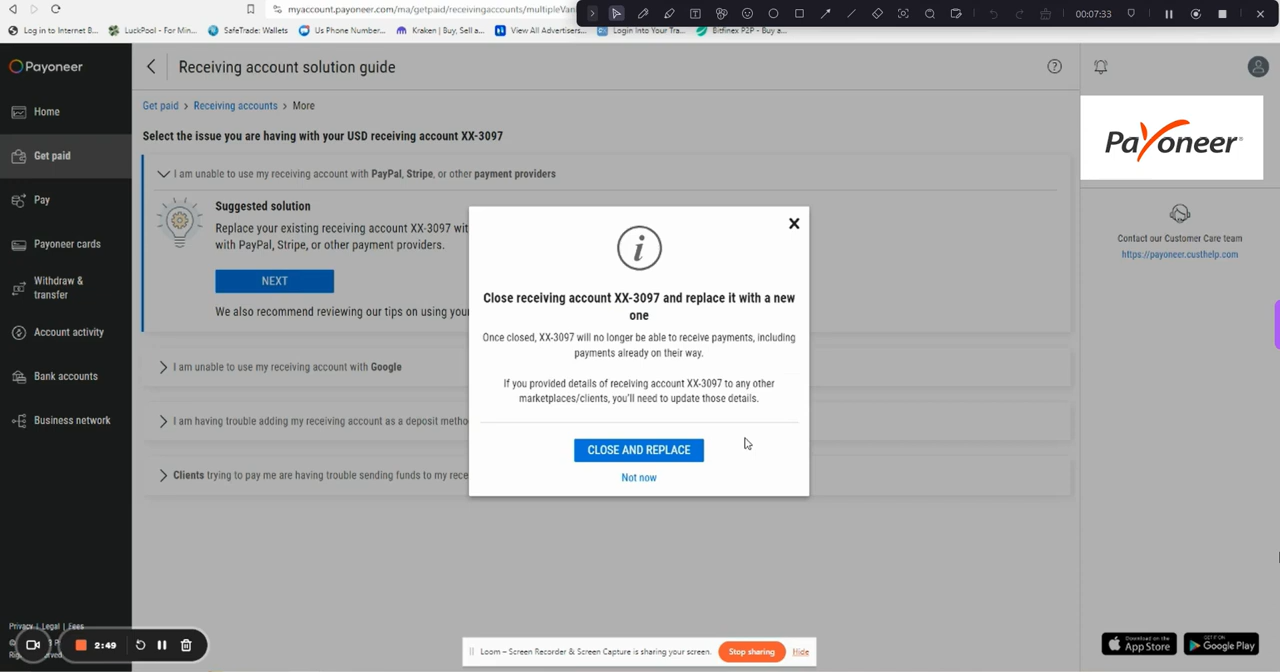 myaccount.payoneer.com/ma/getpaid/receivingaccounts/multipleVan
00:07:33
Log in to Internet B...
LuckPool - For Min...
SafeTrade: Wallets
Us Phone Number...
Kraken | Buy, Sell a...
View All Advertisers...
Login Into Your Tra...
Bitfinex P2P - Buy a...
Payoneer
Receiving account solution guide
Home
Get paid > Receiving accounts > More
Select the issue you are having with your USD receiving account XX-3097
Payoneer
Get paid
I am unable to use my receiving account with PayPal, Stripe, or other payment providers
Pay
Suggested solution
Replace your existing receiving account XX-3097 wit
with PayPal, Stripe, or other payment providers.
Payoneer cards
Contact our Customer Care team
https://payoneer.custhelp.com
Withdraw &
transfer
NEXT
Close receiving account XX-3097 and replace it with a new
one
We also recommend reviewing our tips on using your
Account activity
Once closed, XX-3097 will no longer be able to receive payments, including
payments already on their way.
I am unable to use my receiving account with Google
Bank accounts
If you provided details of receiving account XX-3097 to any other
marketplaces/clients, you'll need to update those details.
Business network
I am having trouble adding my receiving account as a deposit metho
CLOSE AND REPLACE
Clients trying to pay me are having trouble sending funds to my rece
Not now
Privacy | Legal | Fees
2:49
Loom – Screen Recorder & Screen Capture is sharing your screen.
Stop sharing
Hide
Download on the
App Store
GET IT ON
Google Play